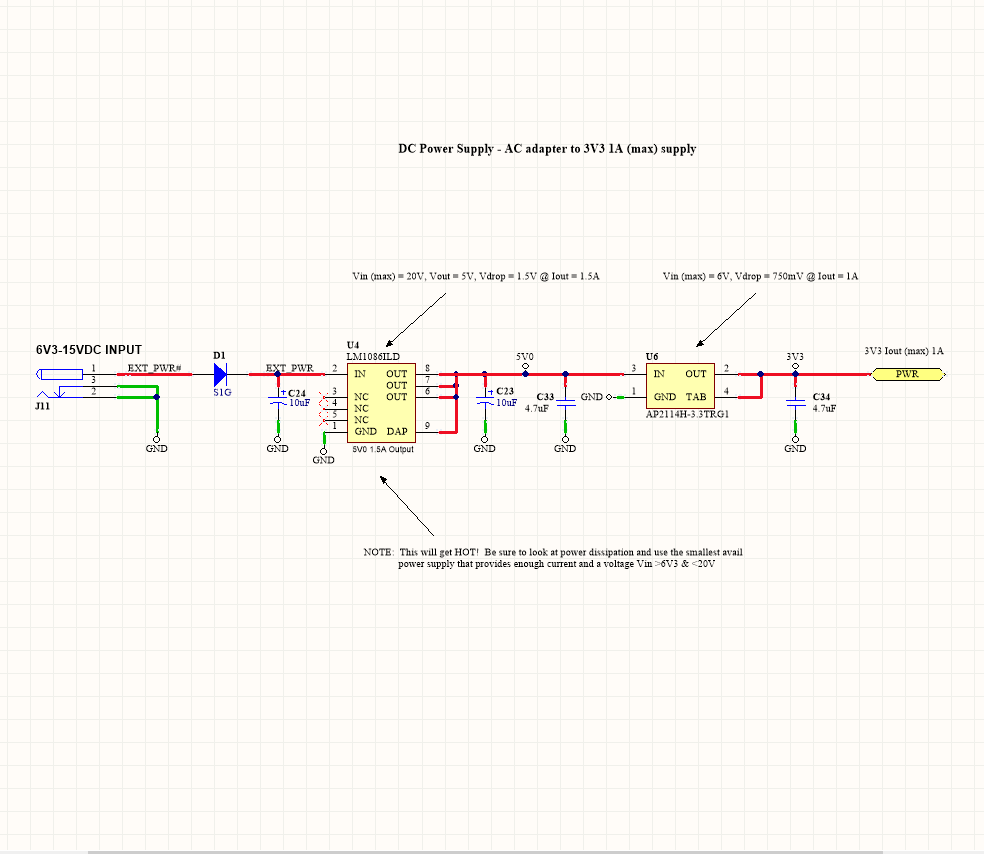 DC Power Supply - AC adapter to 3V3 1A (max) supply
Vin (max) = 20V, Vout = 5V, Vdrop = 1.5V @ Iout = 1.5A
Vin (max) = 6V, Vdrop = 750mV @ Iout = 1A
6V3-15VDC INPUT
J11
1
3
2
EXT_PWR#
GND
D1
S1G
EXT_PWR
C24
10uF
GND
U4
LM1086ILD
2 IN OUT 8
OUT 7
3 NC OUT 6
4 NC
5 NC
1 GND DAP 9
5V0 1.5A Output
GND
C23
10uF
GND
5V0
C33
4.7uF
GND
U6
3 IN OUT 2
GND 1 GND TAB 4
AP2114H-3.3TRG1
3V3
C34
4.7uF
GND
3V3 Iout (max) 1A
PWR
NOTE: This will get HOT! Be sure to look at power dissipation and use the smallest avail
power supply that provides enough current and a voltage Vin >6V3 & <20V